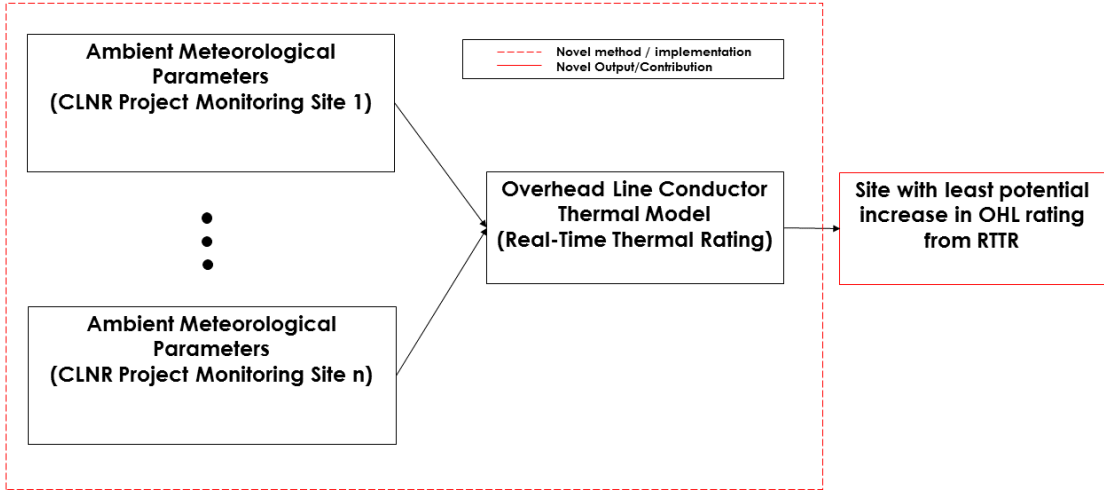 Ambient Meteorological
Parameters
(CLNR Project Monitoring Site 1)
Novel method / implementation
Novel Output/Contribution
Overhead Line Conductor
Thermal Model
(Real-Time Thermal Rating)
Site with least potential
increase in OHL rating
from RTTR
Ambient Meteorological
Parameters
(CLNR Project Monitoring Site n)